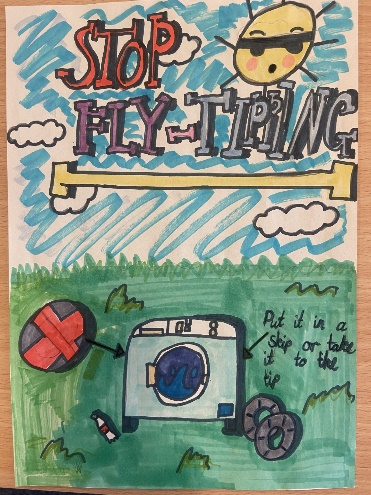 STOP
FLY-TIPPING
Put it in a
skip or take
it to the
tip